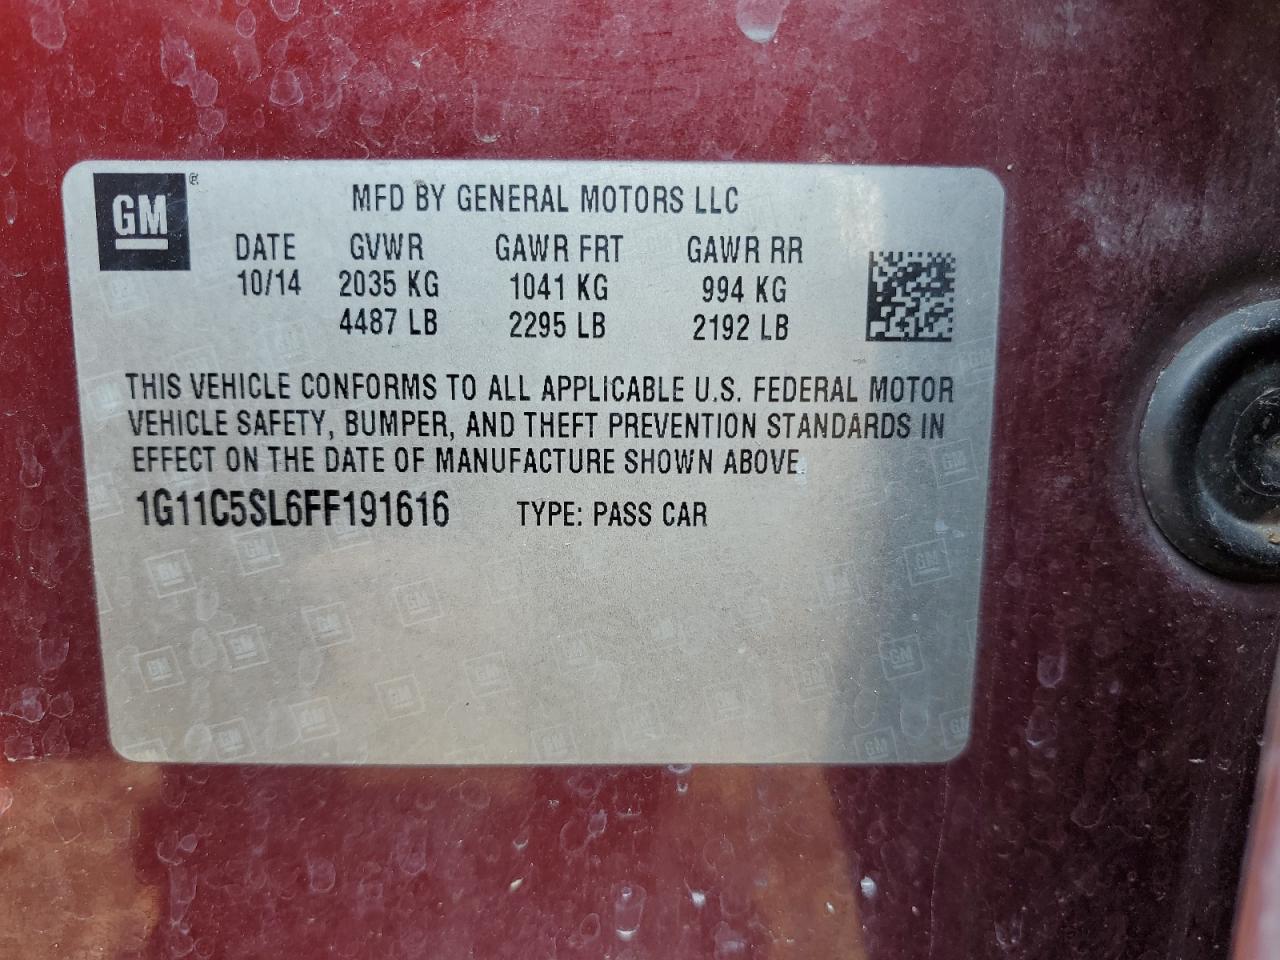 GM ®
MFD BY GENERAL MOTORS LLC
DATE GVWR GAWR FRT GAWR RR
10/14 2035 KG 1041 KG 994 KG
4487 LB 2295 LB 2192 LB
THIS VEHICLE CONFORMS TO ALL APPLICABLE U.S. FEDERAL MOTOR
VEHICLE SAFETY, BUMPER, AND THEFT PREVENTION STANDARDS IN
EFFECT ON THE DATE OF MANUFACTURE SHOWN ABOVE.
1G11C5SL6FF191616 TYPE: PASS CAR